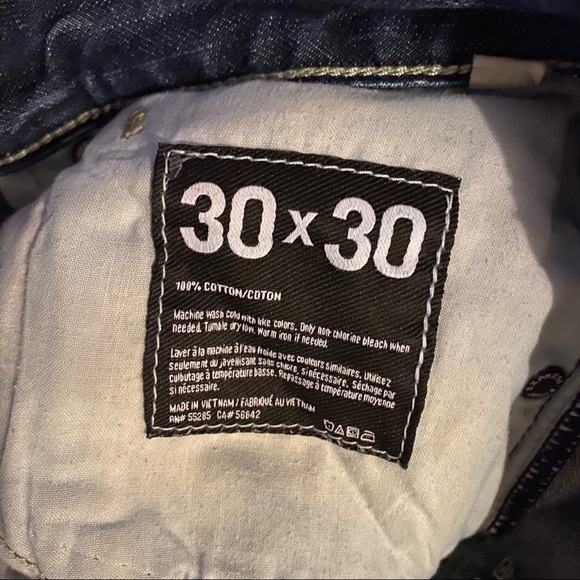 30 x 30
100% COTTON/COTON
Machine wash cold with like colors. Only non-chlorine bleach when
needed. Tumble dry low. Warm iron if needed.
Laver à la machine à l'eau froide avec couleurs similaires. Utilisez
Seulement du javellisant sans chlore, si nécessaire. Séchage par
culbutage à température basse. Repassage à température moyenne
si nécessaire.
MADE IN VIETNAM / FABRIQUÉ AU VIETNAM
RN# 55285 CA# 56642